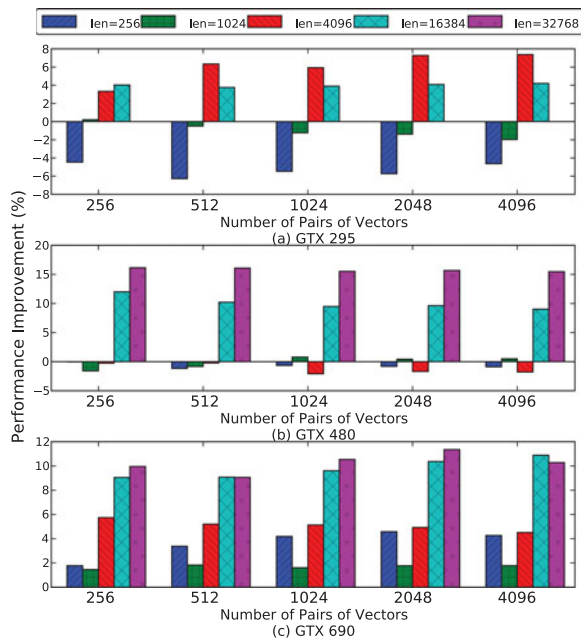 len=256 len=1024 len=4096 len=16384 len=32768
Performance Improvement (%)
8
6
4
2
0
−2
−4
−6
−8
256 512 1024 2048 4096
Number of Pairs of Vectors
(a) GTX 295
20
15
10
5
0
−5
256 512 1024 2048 4096
Number of Pairs of Vectors
(b) GTX 480
12
10
8
6
4
2
0
256 512 1024 2048 4096
Number of Pairs of Vectors
(c) GTX 690